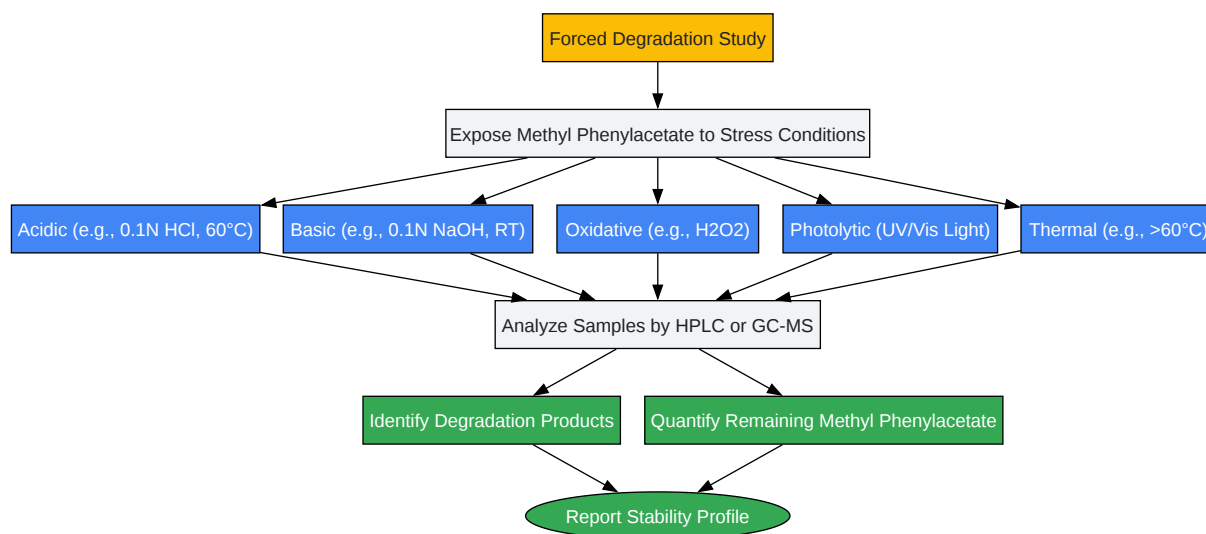 Forced Degradation Study
Expose Methyl Phenylacetate to Stress Conditions
Acidic (e.g., 0.1N HCl, 60°C)
Basic (e.g., 0.1N NaOH, RT)
Oxidative (e.g., H2O2)
Photolytic (UV/Vis Light)
Thermal (e.g., >60°C)
Analyze Samples by HPLC or GC-MS
Identify Degradation Products
Quantify Remaining Methyl Phenylacetate
Report Stability Profile